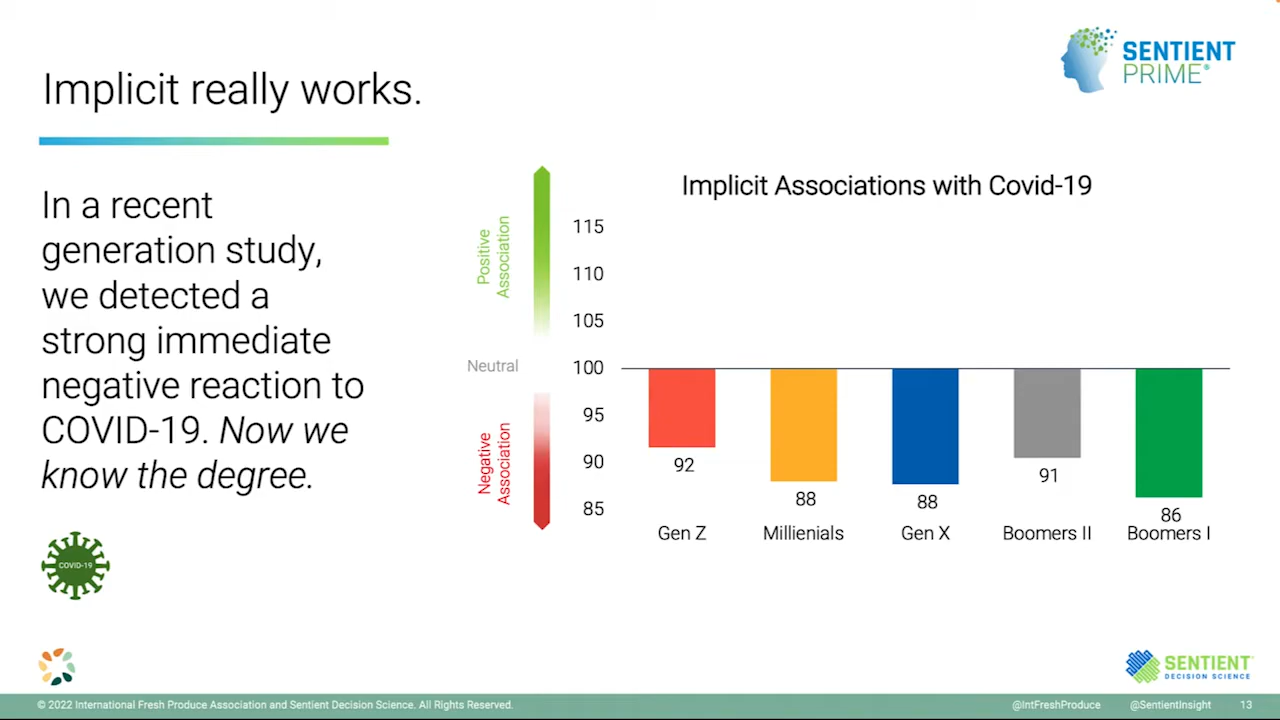 SENTIENT
PRIME®
Implicit really works.
In a recent
generation study,
we detected a
strong immediate
negative reaction to
COVID-19. Now we
know the degree.
COVID-19
Implicit Associations with Covid-19
Positive
Association
Neutral
Negative
Association
115
110
105
100
95
90
85
92
88
88
91
86
Gen Z
Millienials
Gen X
Boomers II
Boomers I
SENTIENT
DECISION SCIENCE
© 2022 International Fresh Produce Association and Sentient Decision Science. All Rights Reserved.
@IntFreshProduce
@SentientInsight
13